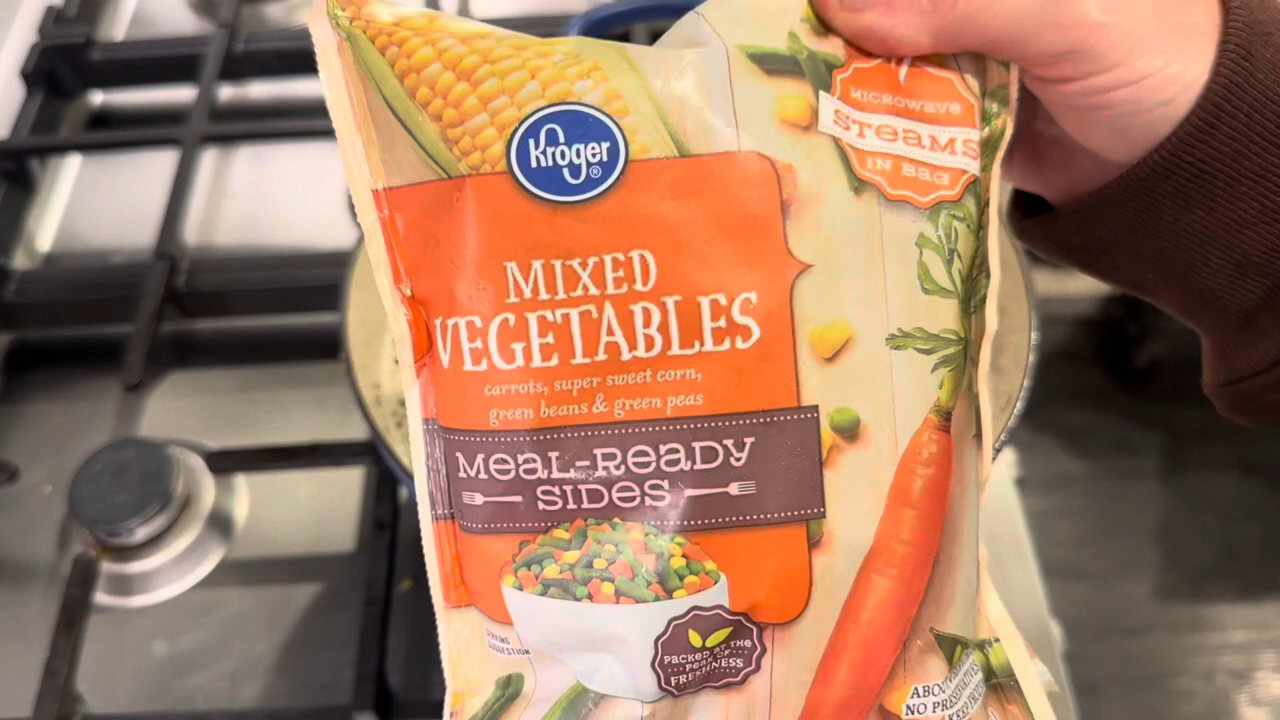 Kroger®
MICROWAVE
STEAMS
IN BAG
MIXED
VEGETABLES
carrots, super sweet corn,
green beans & green peas
MEAL-READY
SIDES
SERVING
SUGGESTION
PACKED AT THE
PEAK OF
FRESHNESS
NO
KEEP